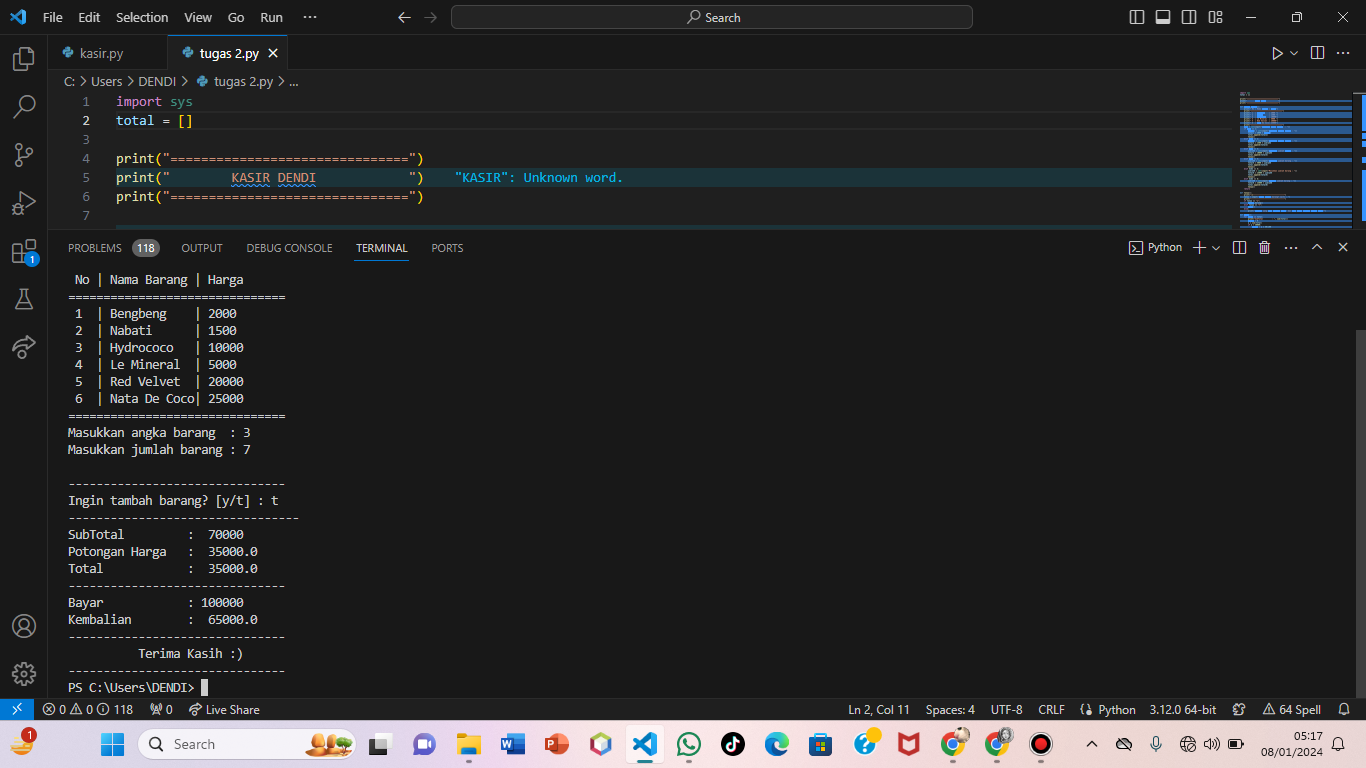 File Edit Selection View Go Run ···
Search
kasir.py
tugas 2.py
C: > Users > DENDI > tugas 2.py > ...
1 import sys
2 total = []
3
4 print("===============================")
5 print("        KASIR DENDI            ") "KASIR": Unknown word.
6 print("===============================")
7
PROBLEMS 118 OUTPUT DEBUG CONSOLE TERMINAL PORTS
Python
No | Nama Barang | Harga
===============================
1 | Bengbeng | 2000
2 | Nabati | 1500
3 | Hydrococo | 10000
4 | Le Mineral | 5000
5 | Red Velvet | 20000
6 | Nata De Coco| 25000
===============================
Masukkan angka barang : 3
Masukkan jumlah barang : 7
-------------------------------
Ingin tambah barang? [y/t] : t
---------------------------------
SubTotal : 70000
Potongan Harga : 35000.0
Total : 35000.0
-------------------------------
Bayar : 100000
Kembalian : 65000.0
-------------------------------
Terima Kasih :)
-------------------------------
PS C:\Users\DENDI>
1
0 0 118 0 Live Share
Ln 2, Col 11 Spaces: 4 UTF-8 CRLF Python 3.12.0 64-bit 64 Spell
1
Search
05:17
08/01/2024